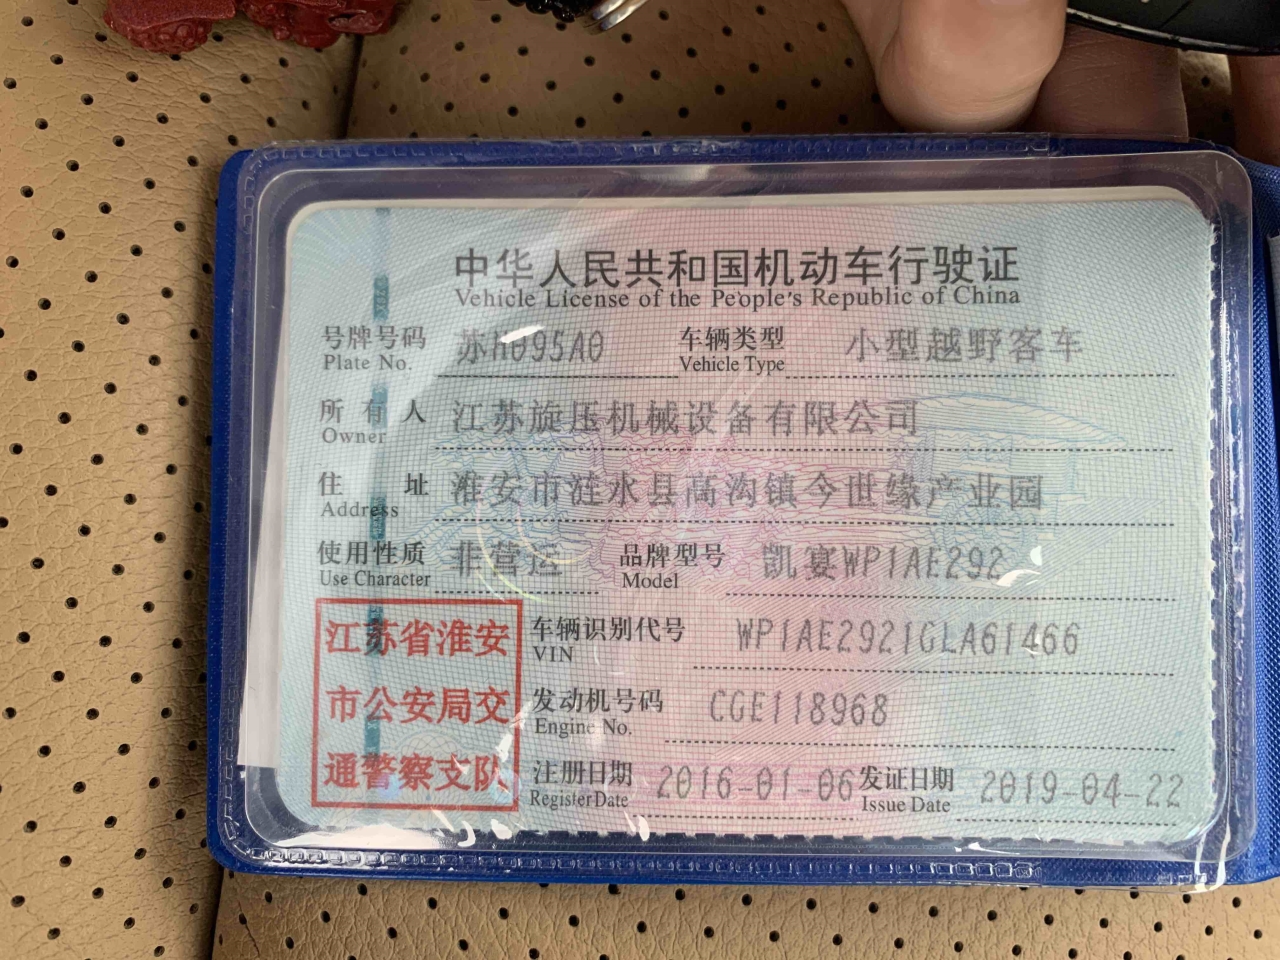 中华人民共和国机动车行驶证
Vehicle License of the People's Republic of China
号牌号码 苏H095A0 车辆类型 小型越野客车
Plate No. Vehicle Type
所有人 江苏旋压机械设备有限公司
Owner
住址 淮安市涟水县高沟镇今世缘产业园
Address
使用性质 非营运 品牌型号 凯宴WP1AE292
Use Character Model
江苏省淮安
市公安局交
通警察支队
车辆识别代号 WP1AE2921GLA61466
VIN
发动机号码 CGE118968
Engine No.
注册日期 2016-01-06 发证日期 2019-04-22
Register Date Issue Date